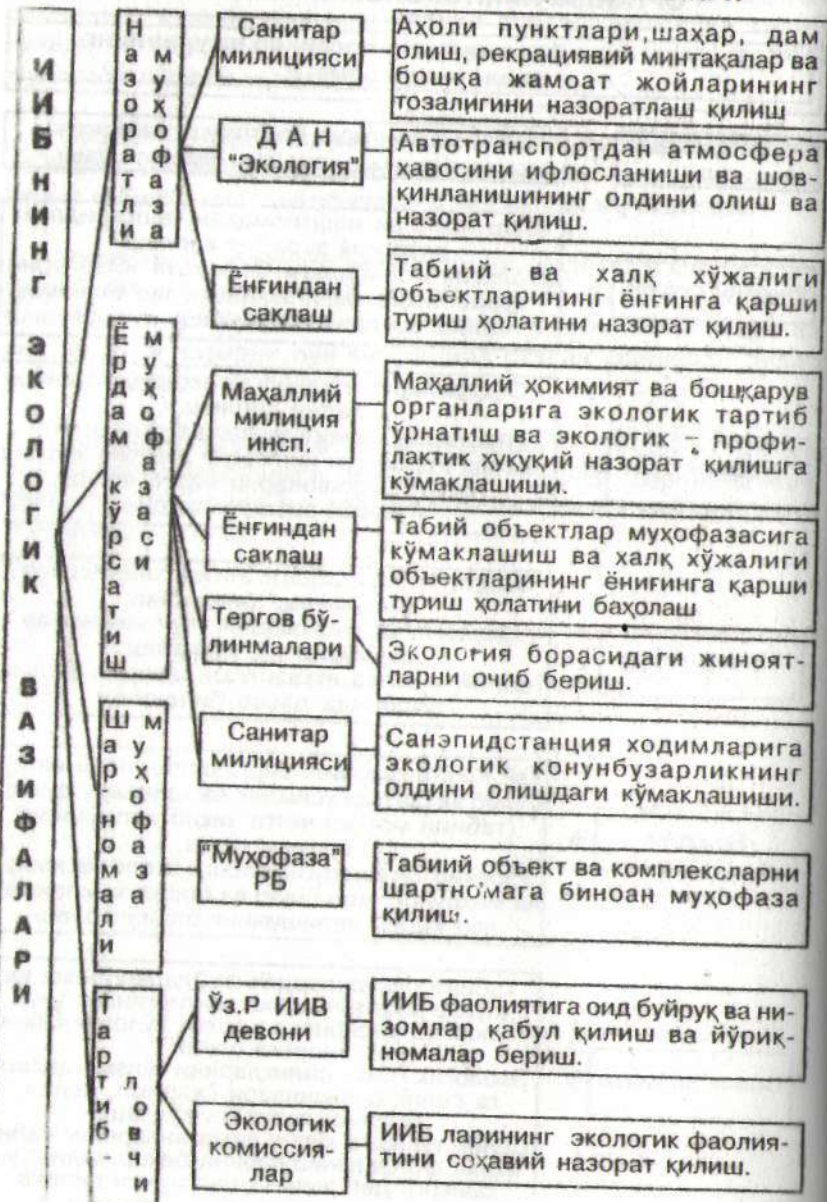 ИИБНИНГ ЭКОЛОГИК ВАЗИФАЛАРИ
Назоратли
муҳофаза
Санитар
милицияси
Аҳоли пунктлари,шаҳар, дам
олиш, рекрациявий минтақалар ва
бошқа жамоат жойларининг
тозалигини назоратлаш қилиш
Д А Н
"Экология"
Автотранспортдан атмосфера
ҳавосини ифлосланиши ва шов-
қинланишининг олдини олиш ва
назорат қилиш.
Ёнғиндан
сақлаш
Табиий ва халқ хўжалиги
объектларининг ёнғинга қарши
туриш ҳолатини назорат қилиш.
Ёрдам кўрсатиш
муҳофазаси
Маҳаллий
милиция
инсп.
Маҳаллий ҳокимият ва бошқарув
органларига экологик тартиб
ўрнатиш ва экологик – профи-
лактик ҳуқуқий назорат қилишга
кўмаклашиши.
Ёнғиндан
саклаш
Табий объектлар муҳофазасига
кўмаклашиш ва халқ хўжалиги
объектларининг ёниғинга қарши
туриш ҳолатини баҳолаш
Тергов бў-
линмалари
Экология борасидаги жиноят-
ларни очиб бериш.
Санитар
милицияси
Санэпидстанция ходимларига
экологик конунбузарликнинг
олдини олишдаги кўмаклашиши.
Шар-номали
муҳофаза
"Муҳофаза"
РБ
Табиий объект ва комплексларни
шартномага биноан муҳофаза
қилиш.
Тартиб-
ловчи
Ўз.Р ИИВ
девони
ИИБ фаолиятига оид буйруқ ва ни-
зомлар қабул қилиш ва йўриқ-
номалар бериш.
Экологик
комиссия-
лар
ИИБ ларининг экологик фаолия-
тини соҳавий назорат қилиш.